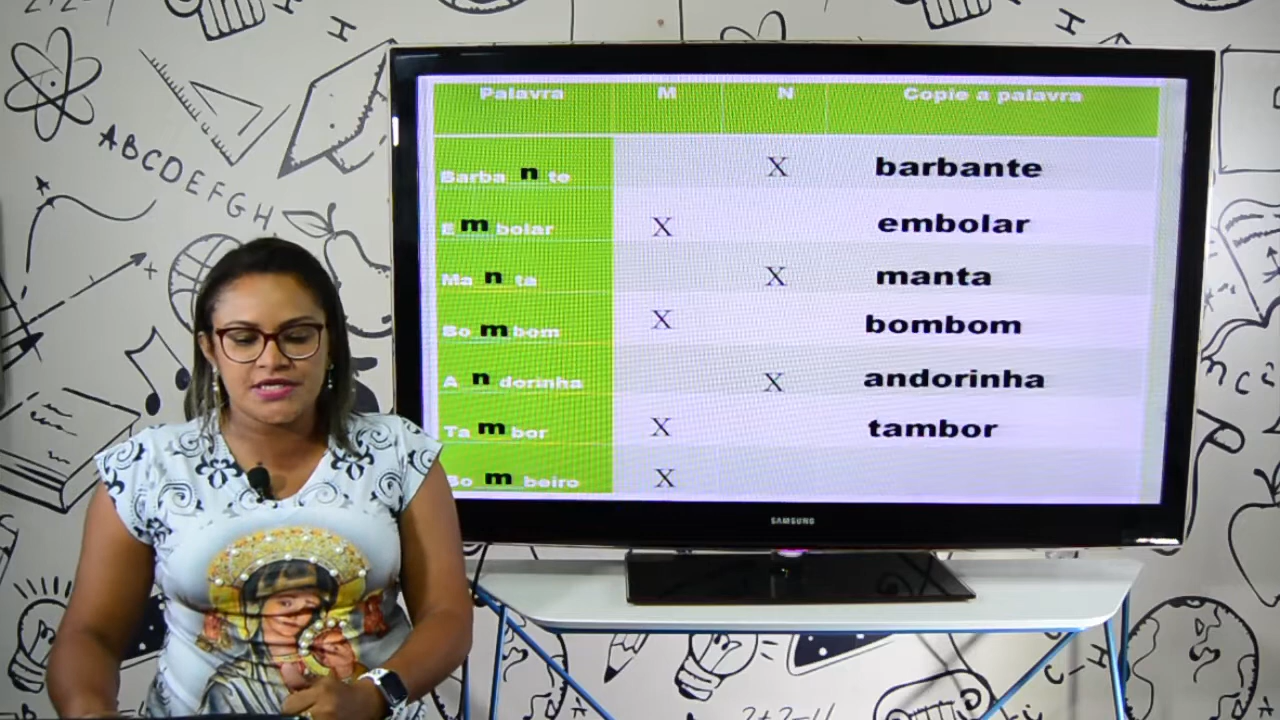 H
H
ABCDEFGH
Palavra M N Copie a palavra
Barba n te X barbante
E m bolar X embolar
Ma n ta X manta
Bo m bom X bombom
A n dorinha X andorinha
Ta m bor X tambor
Bo m beiro X
SAMSUNG